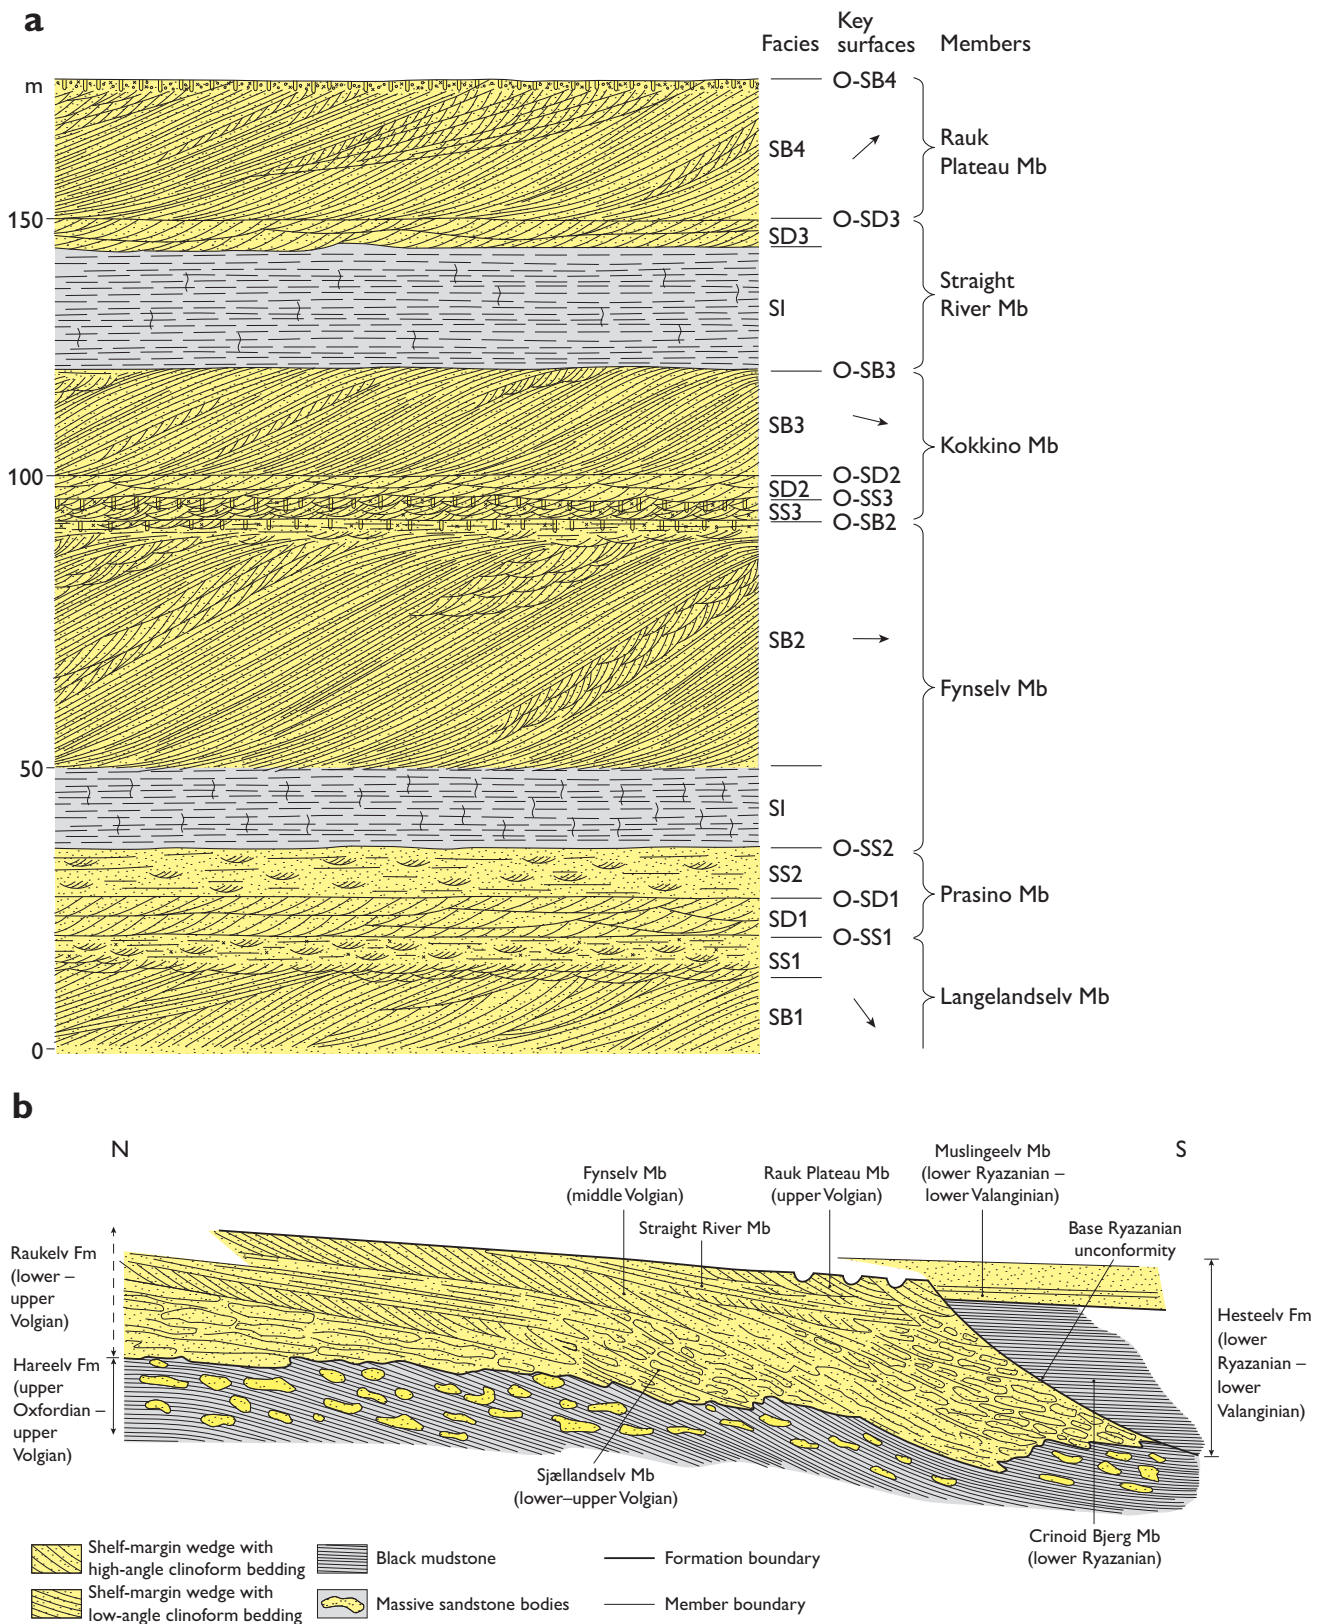 a
Facies
Key
surfaces
Members
m
O-SB4
SB4
Rauk
Plateau Mb
150
O-SD3
SD3
SI
Straight
River Mb
O-SB3
SB3
Kokkino Mb
100
O-SD2
SD2
O-SS3
SS3
O-SB2
SB2
Fynselv Mb
50
SI
O-SS2
SS2
Prasino Mb
O-SD1
SD1
O-SS1
SS1
Langelandselv Mb
SB1
0
b
N
S
Fynselv Mb
(middle Volgian)
Straight River Mb
Rauk Plateau Mb
(upper Volgian)
Muslingeelv Mb
(lower Ryazanian –
lower Valanginian)
Base Ryazanian
unconformity
Raukelv Fm
(lower –
upper
Volgian)
Hareelv Fm
(upper
Oxfordian –
upper
Volgian)
Hesteelv Fm
(lower
Ryazanian –
lower
Valanginian)
Sjællandselv Mb
(lower–upper Volgian)
Crinoid Bjerg Mb
(lower Ryazanian)
Shelf-margin wedge with
high-angle clinoform bedding
Shelf-margin wedge with
low-angle clinoform bedding
Black mudstone
Massive sandstone bodies
Formation boundary
Member boundary